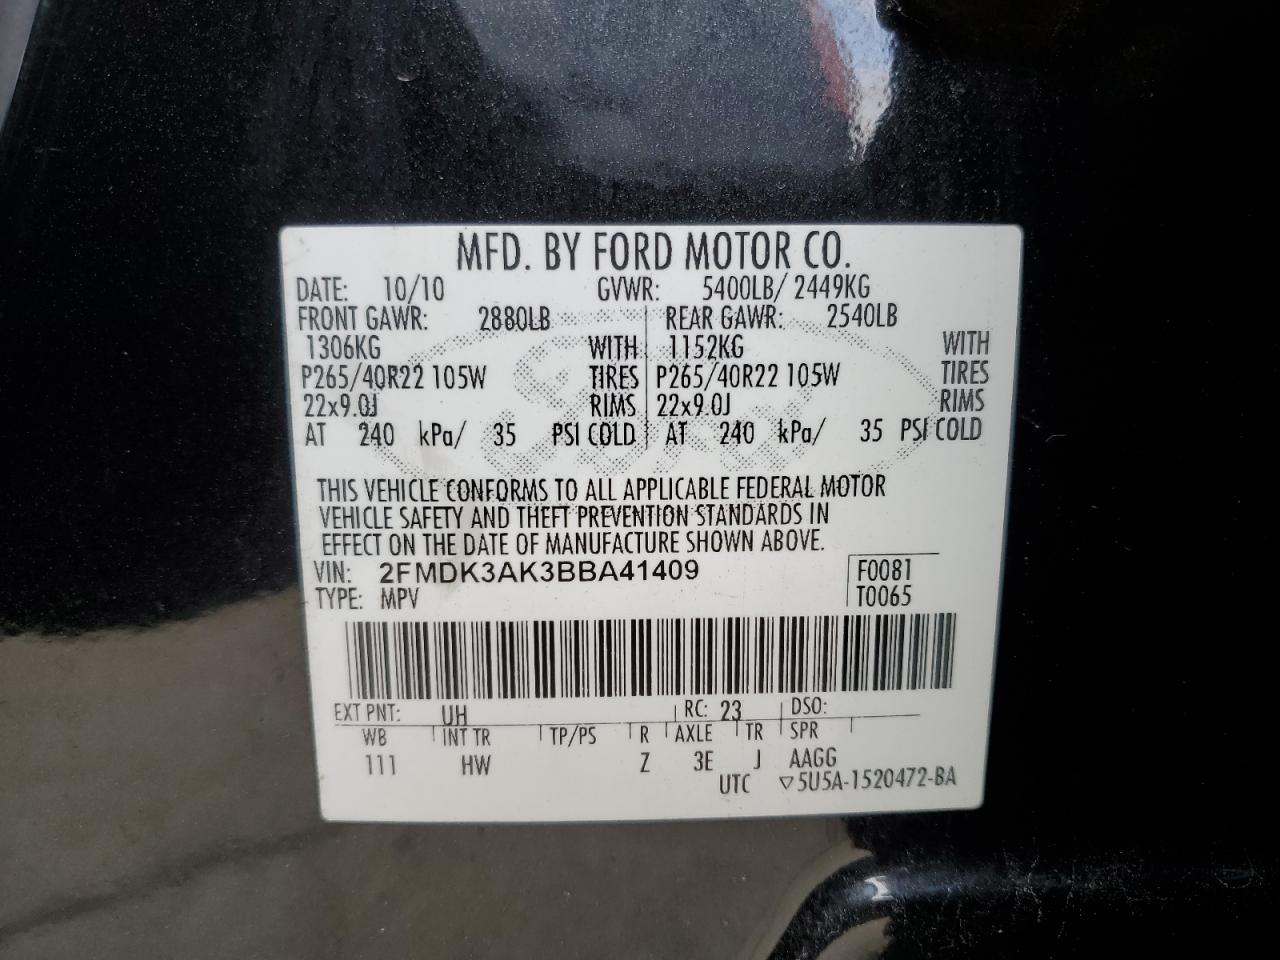 MFD. BY FORD MOTOR CO.
DATE: 10/10 GVWR: 5400LB/ 2449KG
FRONT GAWR: 2880LB REAR GAWR: 2540LB
1306KG WITH 1152KG WITH
P265/40R22 105W TIRES P265/40R22 105W TIRES
22x9.0J RIMS 22x9.0J RIMS
AT 240 kPa/ 35 PSI COLD AT 240 kPa/ 35 PSI COLD
THIS VEHICLE CONFORMS TO ALL APPLICABLE FEDERAL MOTOR
VEHICLE SAFETY AND THEFT PREVENTION STANDARDS IN
EFFECT ON THE DATE OF MANUFACTURE SHOWN ABOVE.
VIN: 2FMDK3AK3BBA41409 F0081
TYPE: MPV T0065
EXT PNT: UH RC: 23 DSO:
WB INT TR TP/PS R AXLE TR SPR
111 HW Z 3E J AAGG
UTC ▽5U5A-1520472-BA